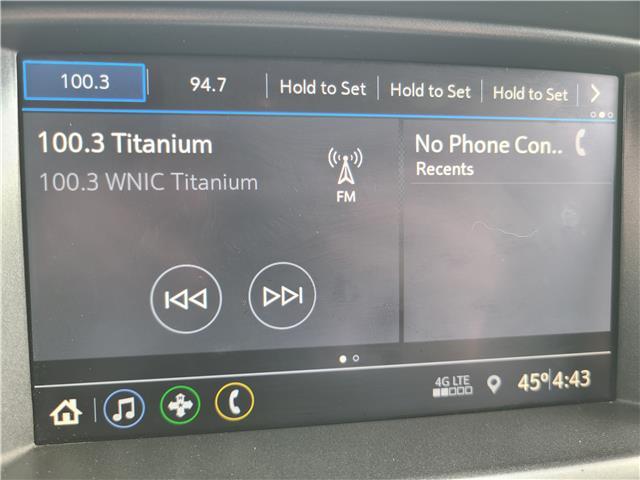 100.3 94.7 Hold to Set Hold to Set Hold to Set
100.3 Titanium
100.3 WNIC Titanium
FM
No Phone Con..
Recents
4G LTE
45° 4:43